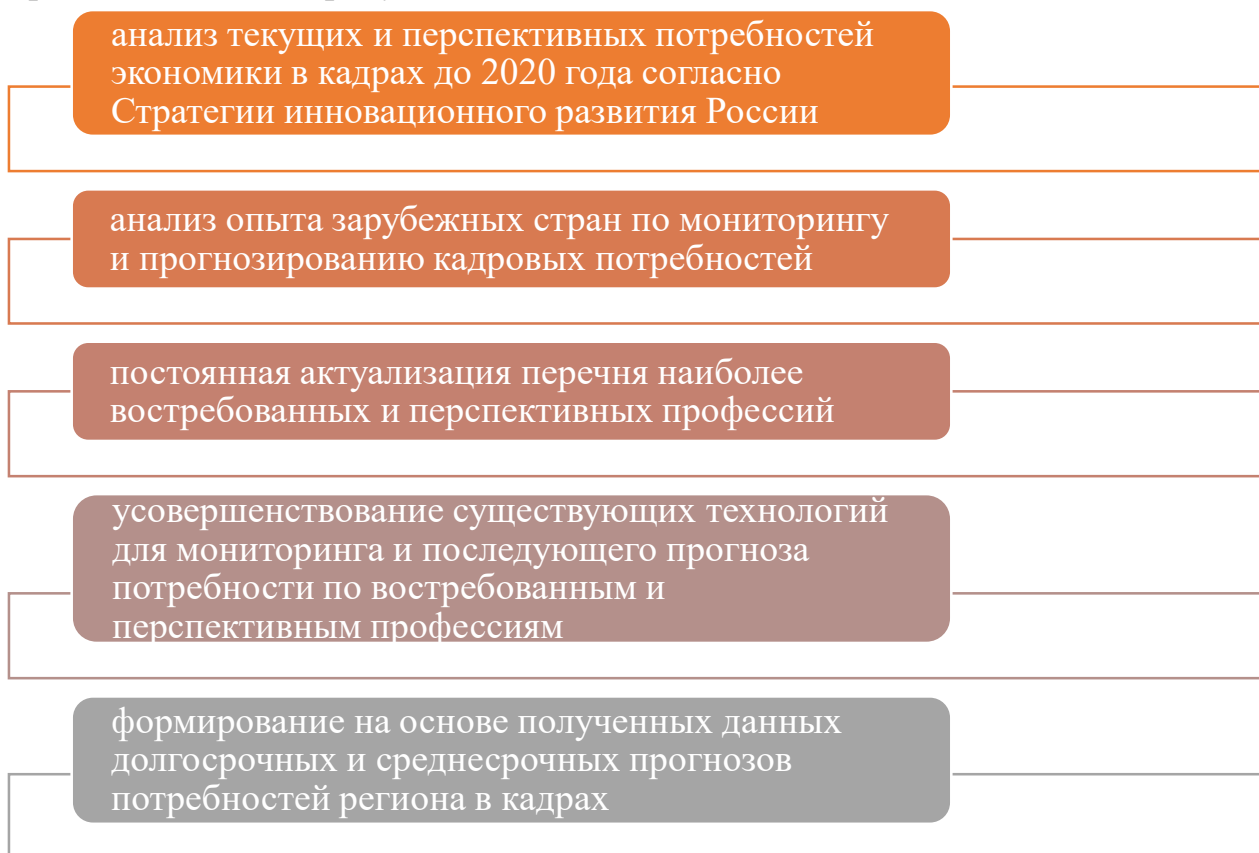 анализ текущих и перспективных потребностей
экономики в кадрах до 2020 года согласно
Стратегии инновационного развития России
анализ опыта зарубежных стран по мониторингу
и прогнозированию кадровых потребностей
постоянная актуализация перечня наиболее
востребованных и перспективных профессий
усовершенствование существующих технологий
для мониторинга и последующего прогноза
потребности по востребованным и
перспективным профессиям
формирование на основе полученных данных
долгосрочных и среднесрочных прогнозов
потребностей региона в кадрах